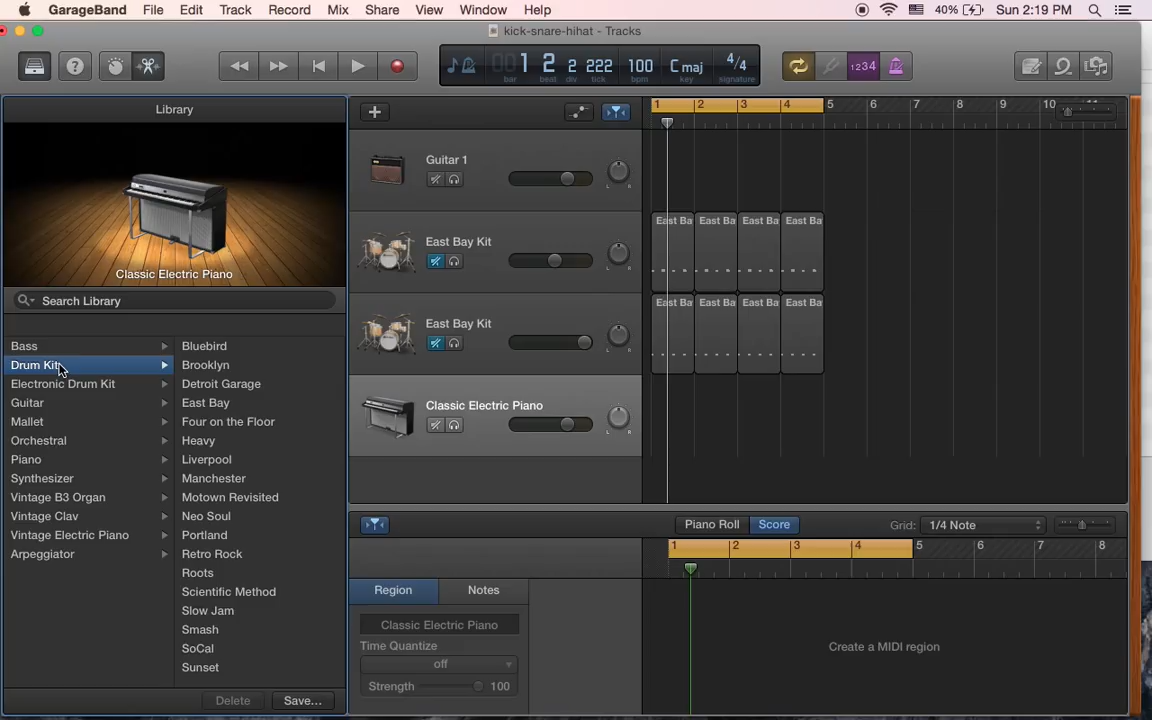 GarageBand File Edit Track Record Mix Share View Window Help 40% Sun 2:19 PM
kick-snare-hihat - Tracks
001 2 2 222 100 C maj 4/4 1234
bar beat div tick bpm key signature
Library
1 2 3 4 5 6 7 8 9 10 11
Classic Electric Piano
Search Library
Bass
Drum Kit
Electronic Drum Kit
Guitar
Mallet
Orchestral
Piano
Synthesizer
Vintage B3 Organ
Vintage Clav
Vintage Electric Piano
Arpeggiator
Bluebird
Brooklyn
Detroit Garage
East Bay
Four on the Floor
Heavy
Liverpool
Manchester
Motown Revisited
Neo Soul
Portland
Retro Rock
Roots
Scientific Method
Slow Jam
Smash
SoCal
Sunset
Delete Save...
Guitar 1
L R
East Bay Kit
L R
East Ba East Ba East Ba East Ba
East Bay Kit
L R
East Ba East Ba East Ba East Ba
Classic Electric Piano
L R
Piano Roll Score Grid: 1/4 Note
1 2 3 4 5 6 7 8
Region Notes
Classic Electric Piano
Time Quantize
off
Strength 100
Create a MIDI region